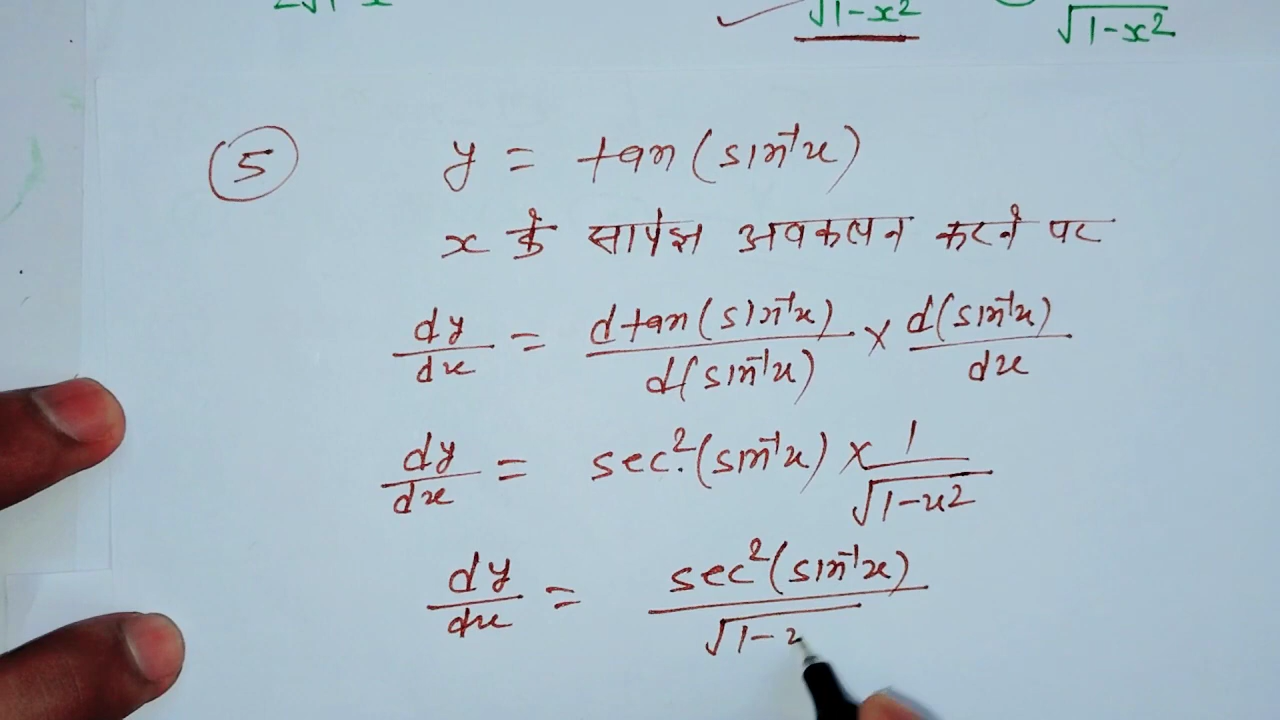 √1-x² √1-x²
⑤ y = tan(sin⁻¹x)
x के सापेक्ष अवकलन करने पर
dy/dx = d tan(sin⁻¹x)/d(sin⁻¹x) × d(sin⁻¹x)/dx
dy/dx = sec²(sin⁻¹x) × 1/√1-x²
dy/dx = sec²(sin⁻¹x)/√1-